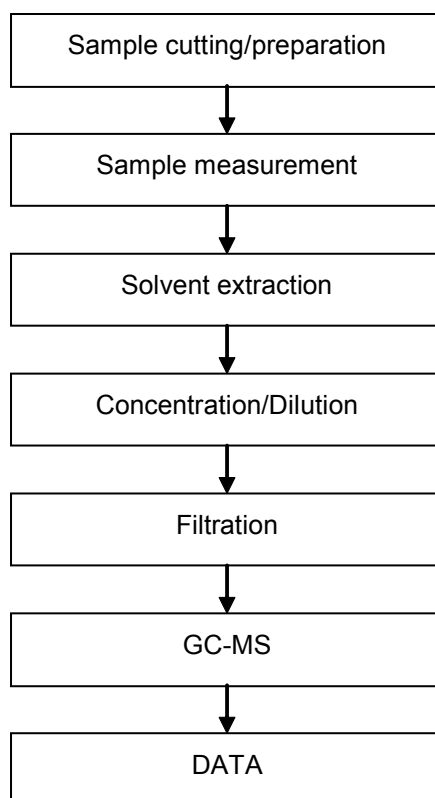 Sample cutting/preparation
Sample measurement
Solvent extraction
Concentration/Dilution
Filtration
GC-MS
DATA